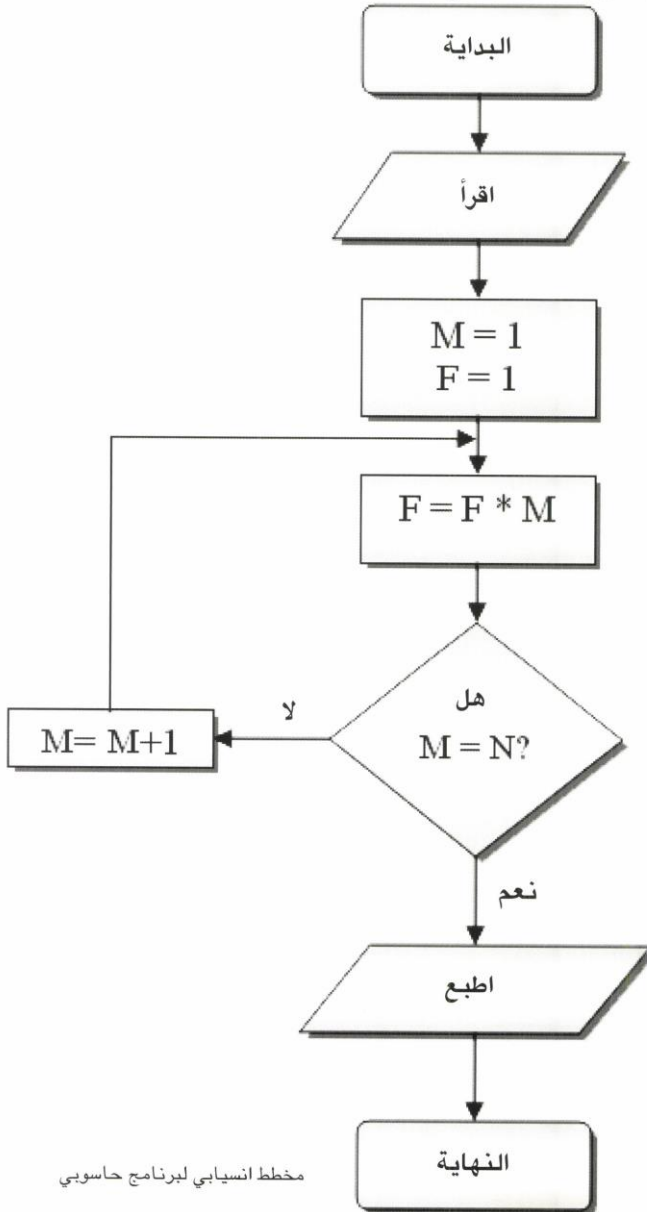 البداية
اقرأ
M = 1
F = 1
F = F * M
هل
M = N?
لا
M= M+1
نعم
اطبع
النهاية
مخطط انسيابي لبرنامج حاسوبي